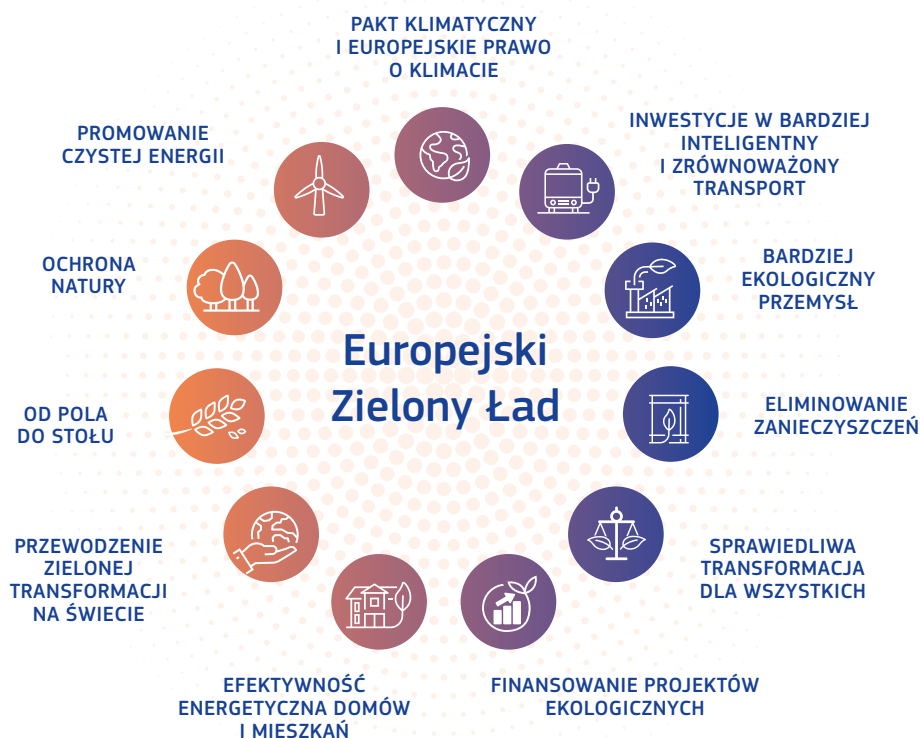 PAKT KLIMATYCZNY
I EUROPEJSKIE PRAWO
O KLIMACIE
INWESTYCJE W BARDZIEJ
INTELIGENTNY
I ZRÓWNOWAŻONY
TRANSPORT
BARDZIEJ
EKOLOGICZNY
PRZEMYSŁ
ELIMINOWANIE
ZANIECZYSZCZEŃ
SPRAWIEDLIWA
TRANSFORMACJA
DLA WSZYSTKICH
FINANSOWANIE PROJEKTÓW
EKOLOGICZNYCH
EFEKTYWNOŚĆ
ENERGETYCZNA DOMÓW
I MIESZKAŃ
PRZEWODZENIE
ZIELONEJ
TRANSFORMACJI
NA ŚWIECIE
OD POLA
DO STOŁU
OCHRONA
NATURY
PROMOWANIE
CZYSTEJ ENERGII
Europejski
Zielony Ład